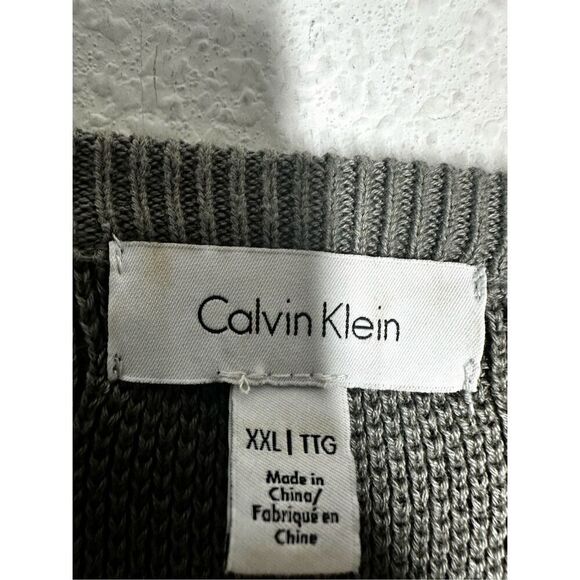 Calvin Klein
XXL | TTG
Made in
China/
Fabriqué en
Chine